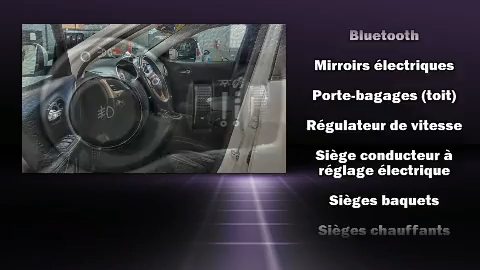 Bluetooth
Mirroirs électriques
Porte-bagages (toit)
Régulateur de vitesse
Siège conducteur à
réglage électrique
Sièges baquets
Sièges chauffants